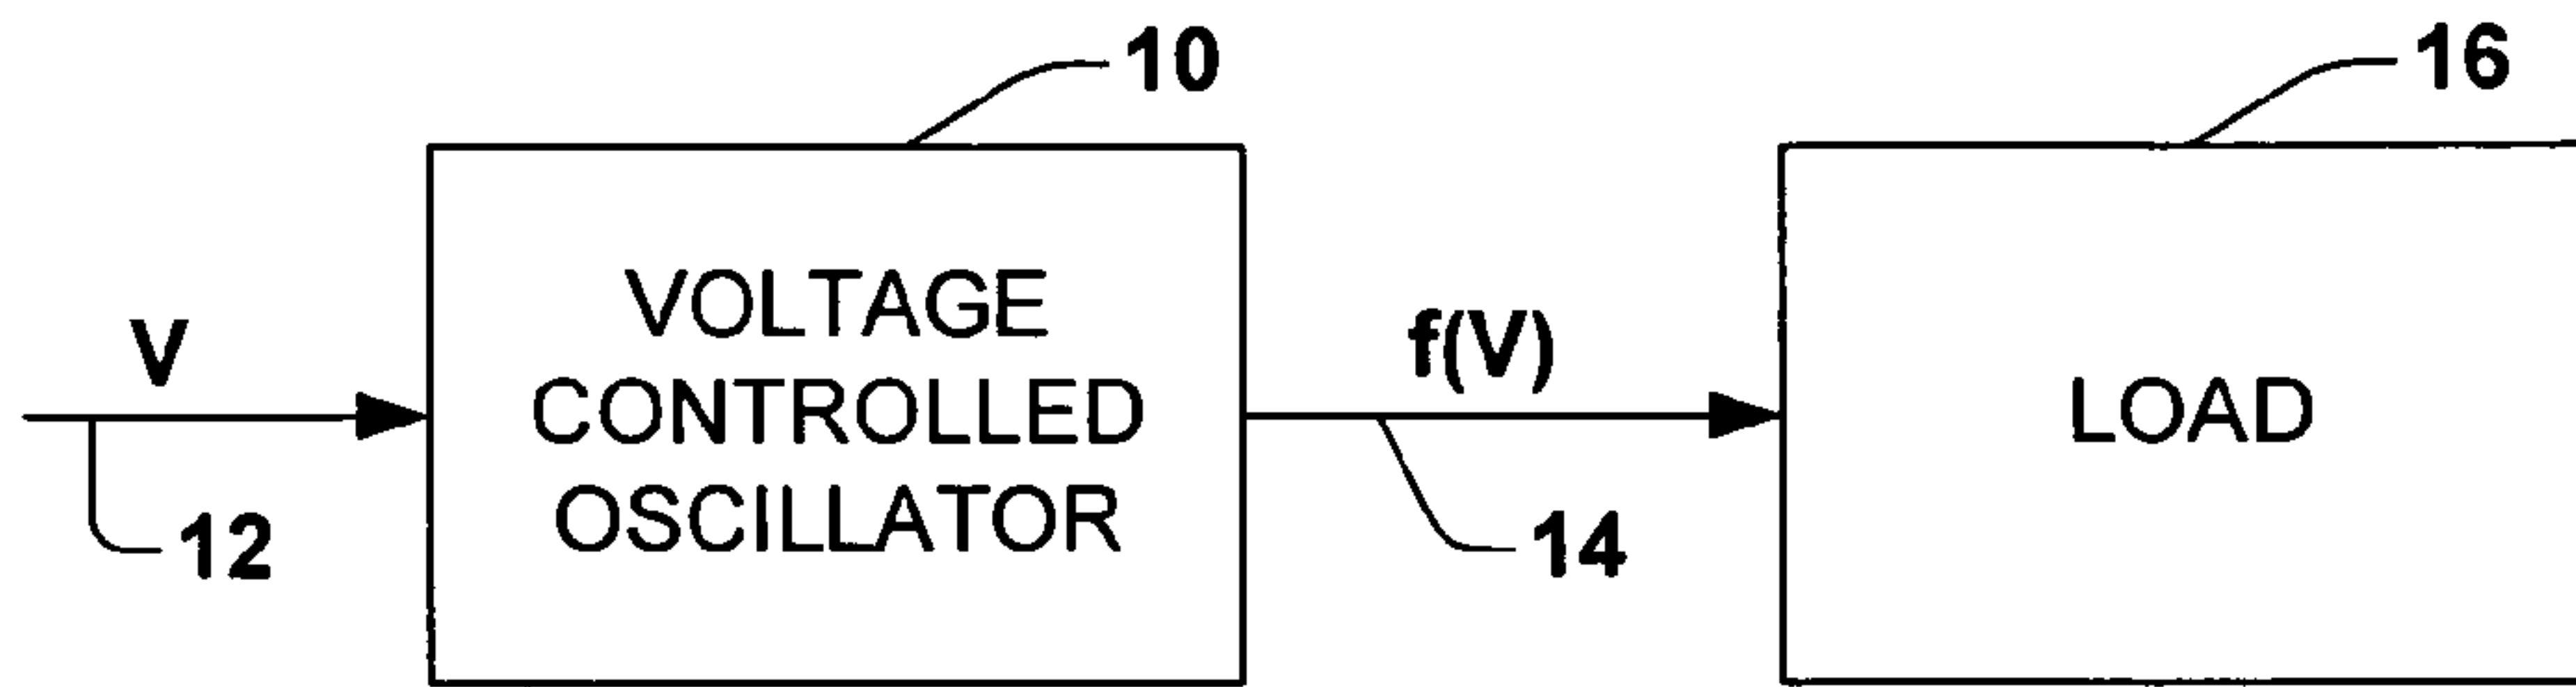 10
16
V
VOLTAGE
CONTROLLED
OSCILLATOR
f(V)
LOAD
12
14